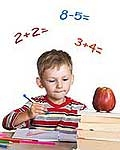 8-5=
2+2=
3+4=